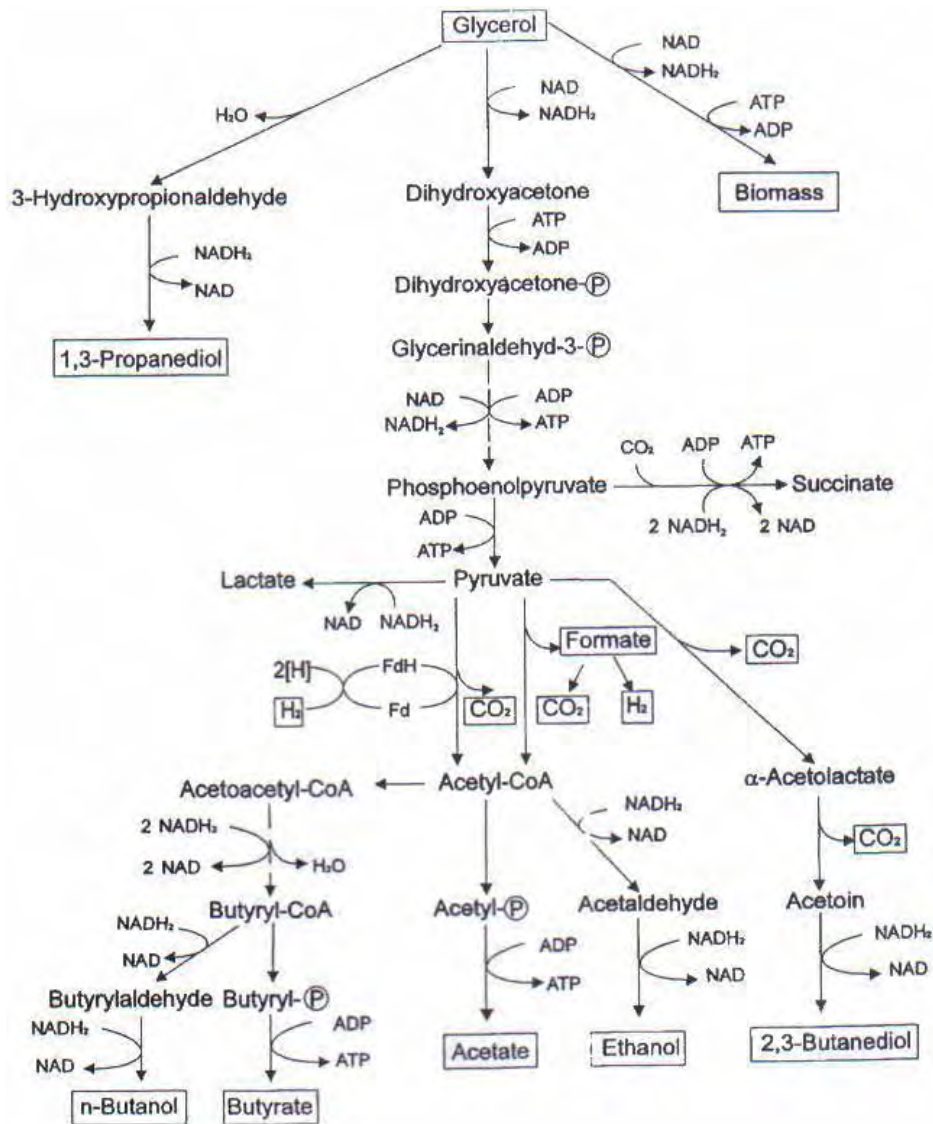 Glycerol
NAD
NADH₂
NAD
NADH₂
H₂O
ATP
ADP
3-Hydroxypropionaldehyde
Dihydroxyacetone
Biomass
NADH₂
NAD
ATP
ADP
Dihydroxyacetone-Ⓟ
1,3-Propanediol
Glycerinaldehyd-3-Ⓟ
NAD
NADH₂
ADP
ATP
CO₂
ADP
ATP
Phosphoenolpyruvate
Succinate
2 NADH₂
2 NAD
ADP
ATP
Lactate
Pyruvate
NAD
NADH₂
Formate
CO₂
2[H]
FdH
H₂
Fd
CO₂
CO₂
H₂
Acetoacetyl-CoA
Acetyl-CoA
α-Acetolactate
2 NADH₂
2 NAD
H₂O
NADH₂
NAD
CO₂
Butyryl-CoA
Acetyl-Ⓟ
Acetaldehyde
Acetoin
NADH₂
NAD
ADP
ATP
NADH₂
NAD
NADH₂
NAD
Butyrylaldehyde
Butyryl-Ⓟ
NADH₂
NAD
ADP
ATP
Acetate
Ethanol
2,3-Butanediol
n-Butanol
Butyrate